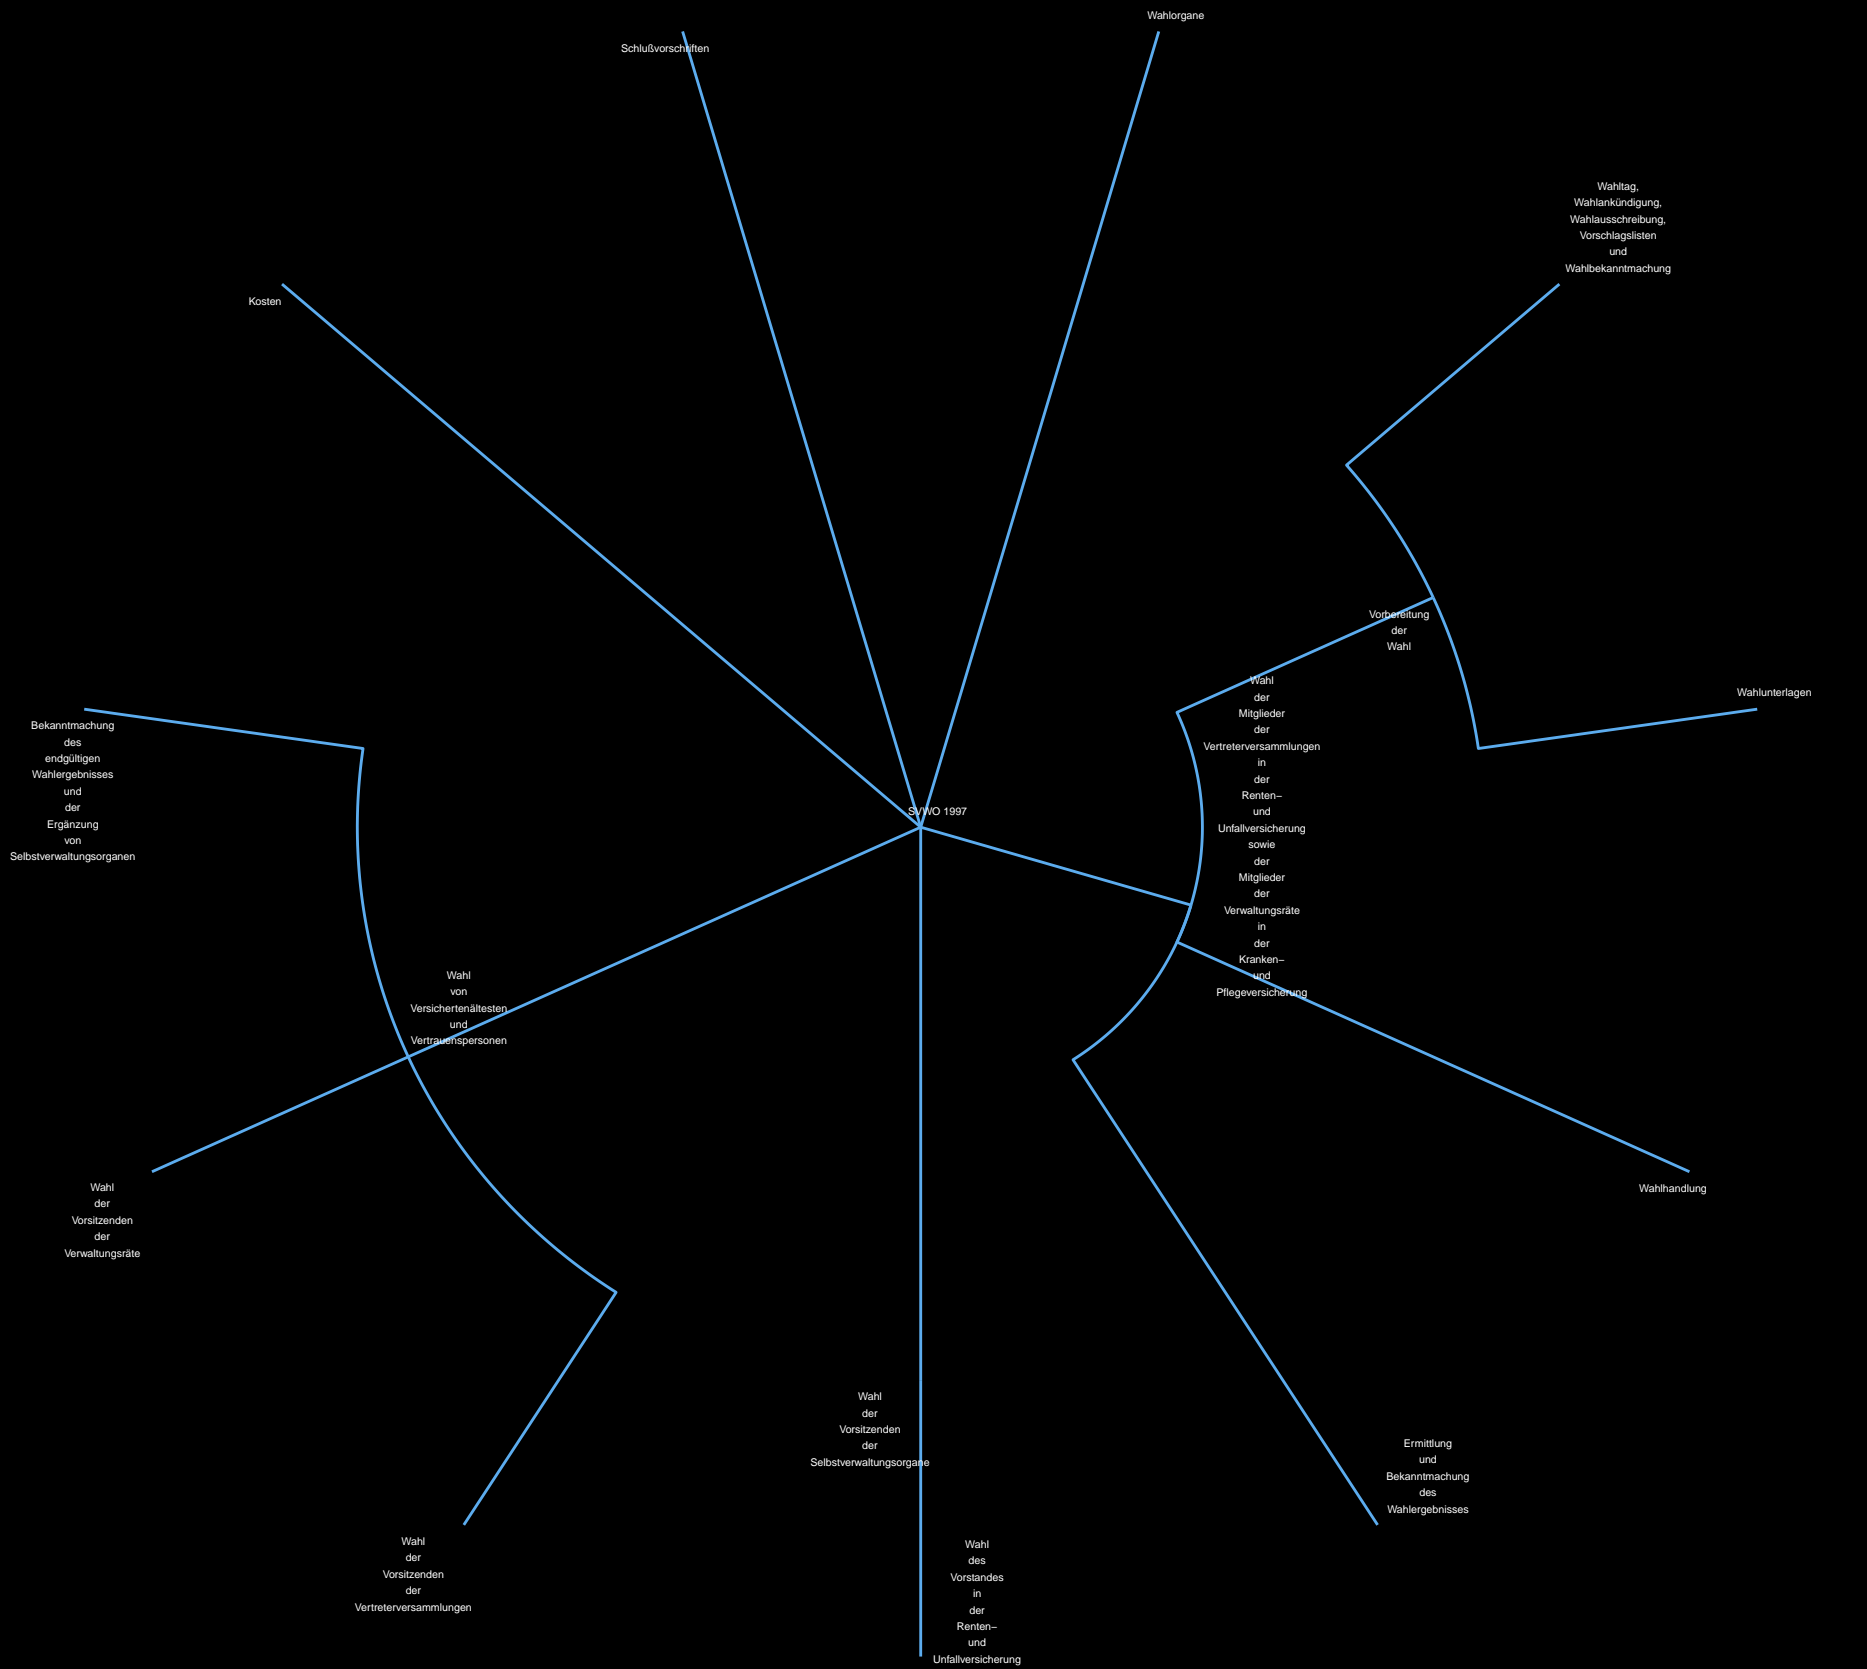 Wahlorgane
Schlußvorschriften
Wahltag,
Wahlankündigung,
Wahlausschreibung,
Vorschlagslisten
und
Wahlbekanntmachung
Kosten
Vorbereitung
der
Wahl
Wahlunterlagen
Wahl
der
Mitglieder
der
Vertreterversammlungen
in
der
Renten–
und
Unfallversicherung
sowie
der
Mitglieder
der
Verwaltungsräte
in
der
Kranken–
und
Pflegeversicherung
Bekanntmachung
des
endgültigen
Wahlergebnisses
und
der
Ergänzung
von
Selbstverwaltungsorganen
SVWO 1997
Wahl
von
Versichertenältesten
und
Vertrauenspersonen
Wahl
der
Vorsitzenden
der
Verwaltungsräte
Wahlhandlung
Wahl
der
Vorsitzenden
der
Selbstverwaltungsorgane
Ermittlung
und
Bekanntmachung
des
Wahlergebnisses
Wahl
der
Vorsitzenden
der
Vertreterversammlungen
Wahl
des
Vorstandes
in
der
Renten–
und
Unfallversicherung